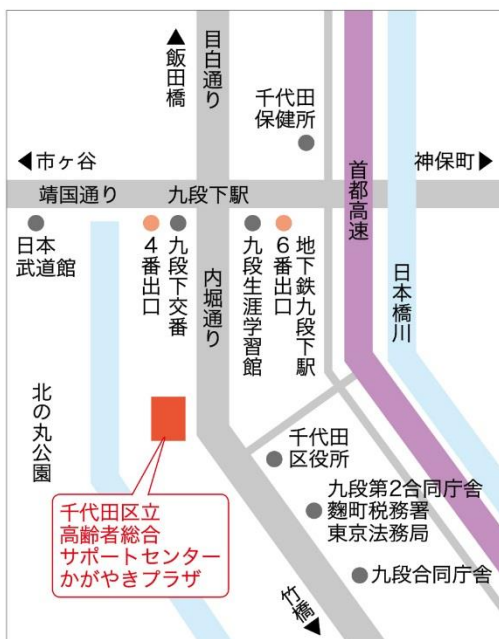 ▲飯田橋
目白通り
千代田
保健所
◀市ヶ谷
神保町▶
靖国通り
九段下駅
首都高速
日本
武道館
4番出口
九段下交番
内堀通り
九段生涯学習館
6番出口
地下鉄九段下駅
日本橋川
北の丸公園
千代田
区役所
千代田区立
高齢者総合
サポートセンター
かがやきプラザ
九段第2合同庁舎
麴町税務署
東京法務局
九段合同庁舎
竹橋▼